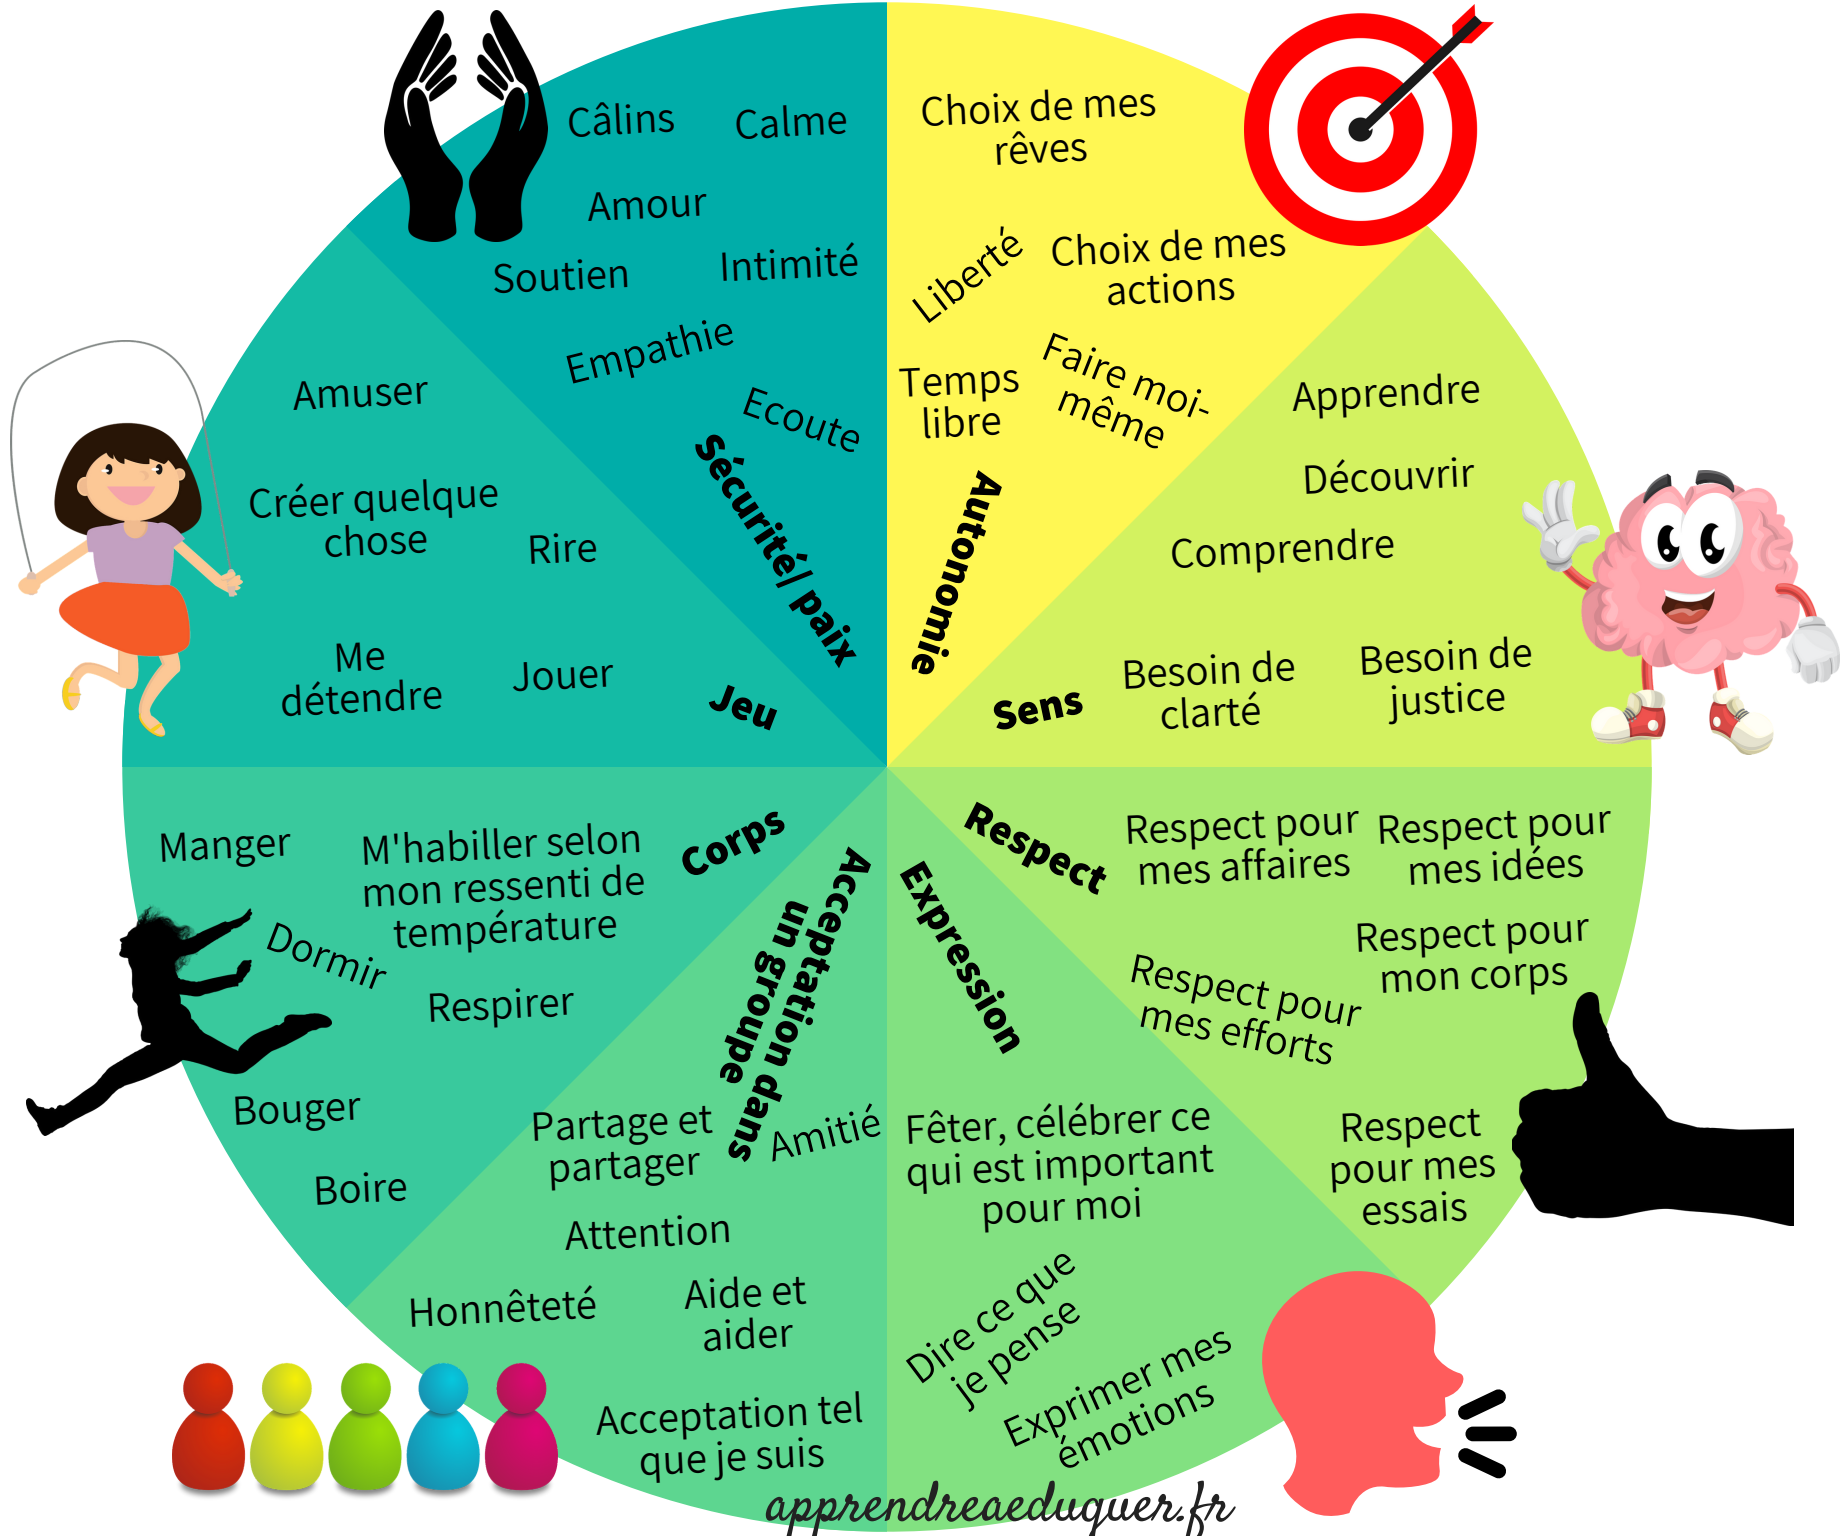 Câlins
Calme
Amour
Soutien
Intimité
Empathie
Ecoute
Sécurité/ paix
Choix de mes
rêves
Liberté
Choix de mes
actions
Temps
libre
Faire moi-
même
Autonomie
Apprendre
Découvrir
Comprendre
Besoin de
clarté
Besoin de
justice
Sens
Respect
Respect pour
mes affaires
Respect pour
mes idées
Respect pour
mon corps
Respect pour
mes efforts
Respect
pour mes
essais
Expression
Fêter, célébrer ce
qui est important
pour moi
Dire ce que
je pense
Exprimer mes
émotions
Acceptation dans
un groupe
Partage et
partager
Amitié
Attention
Honnêteté
Aide et
aider
Acceptation tel
que je suis
Corps
Manger
M'habiller selon
mon ressenti de
température
Dormir
Respirer
Bouger
Boire
Amuser
Créer quelque
chose
Rire
Me
détendre
Jouer
Jeu
apprendreaeduquer.fr